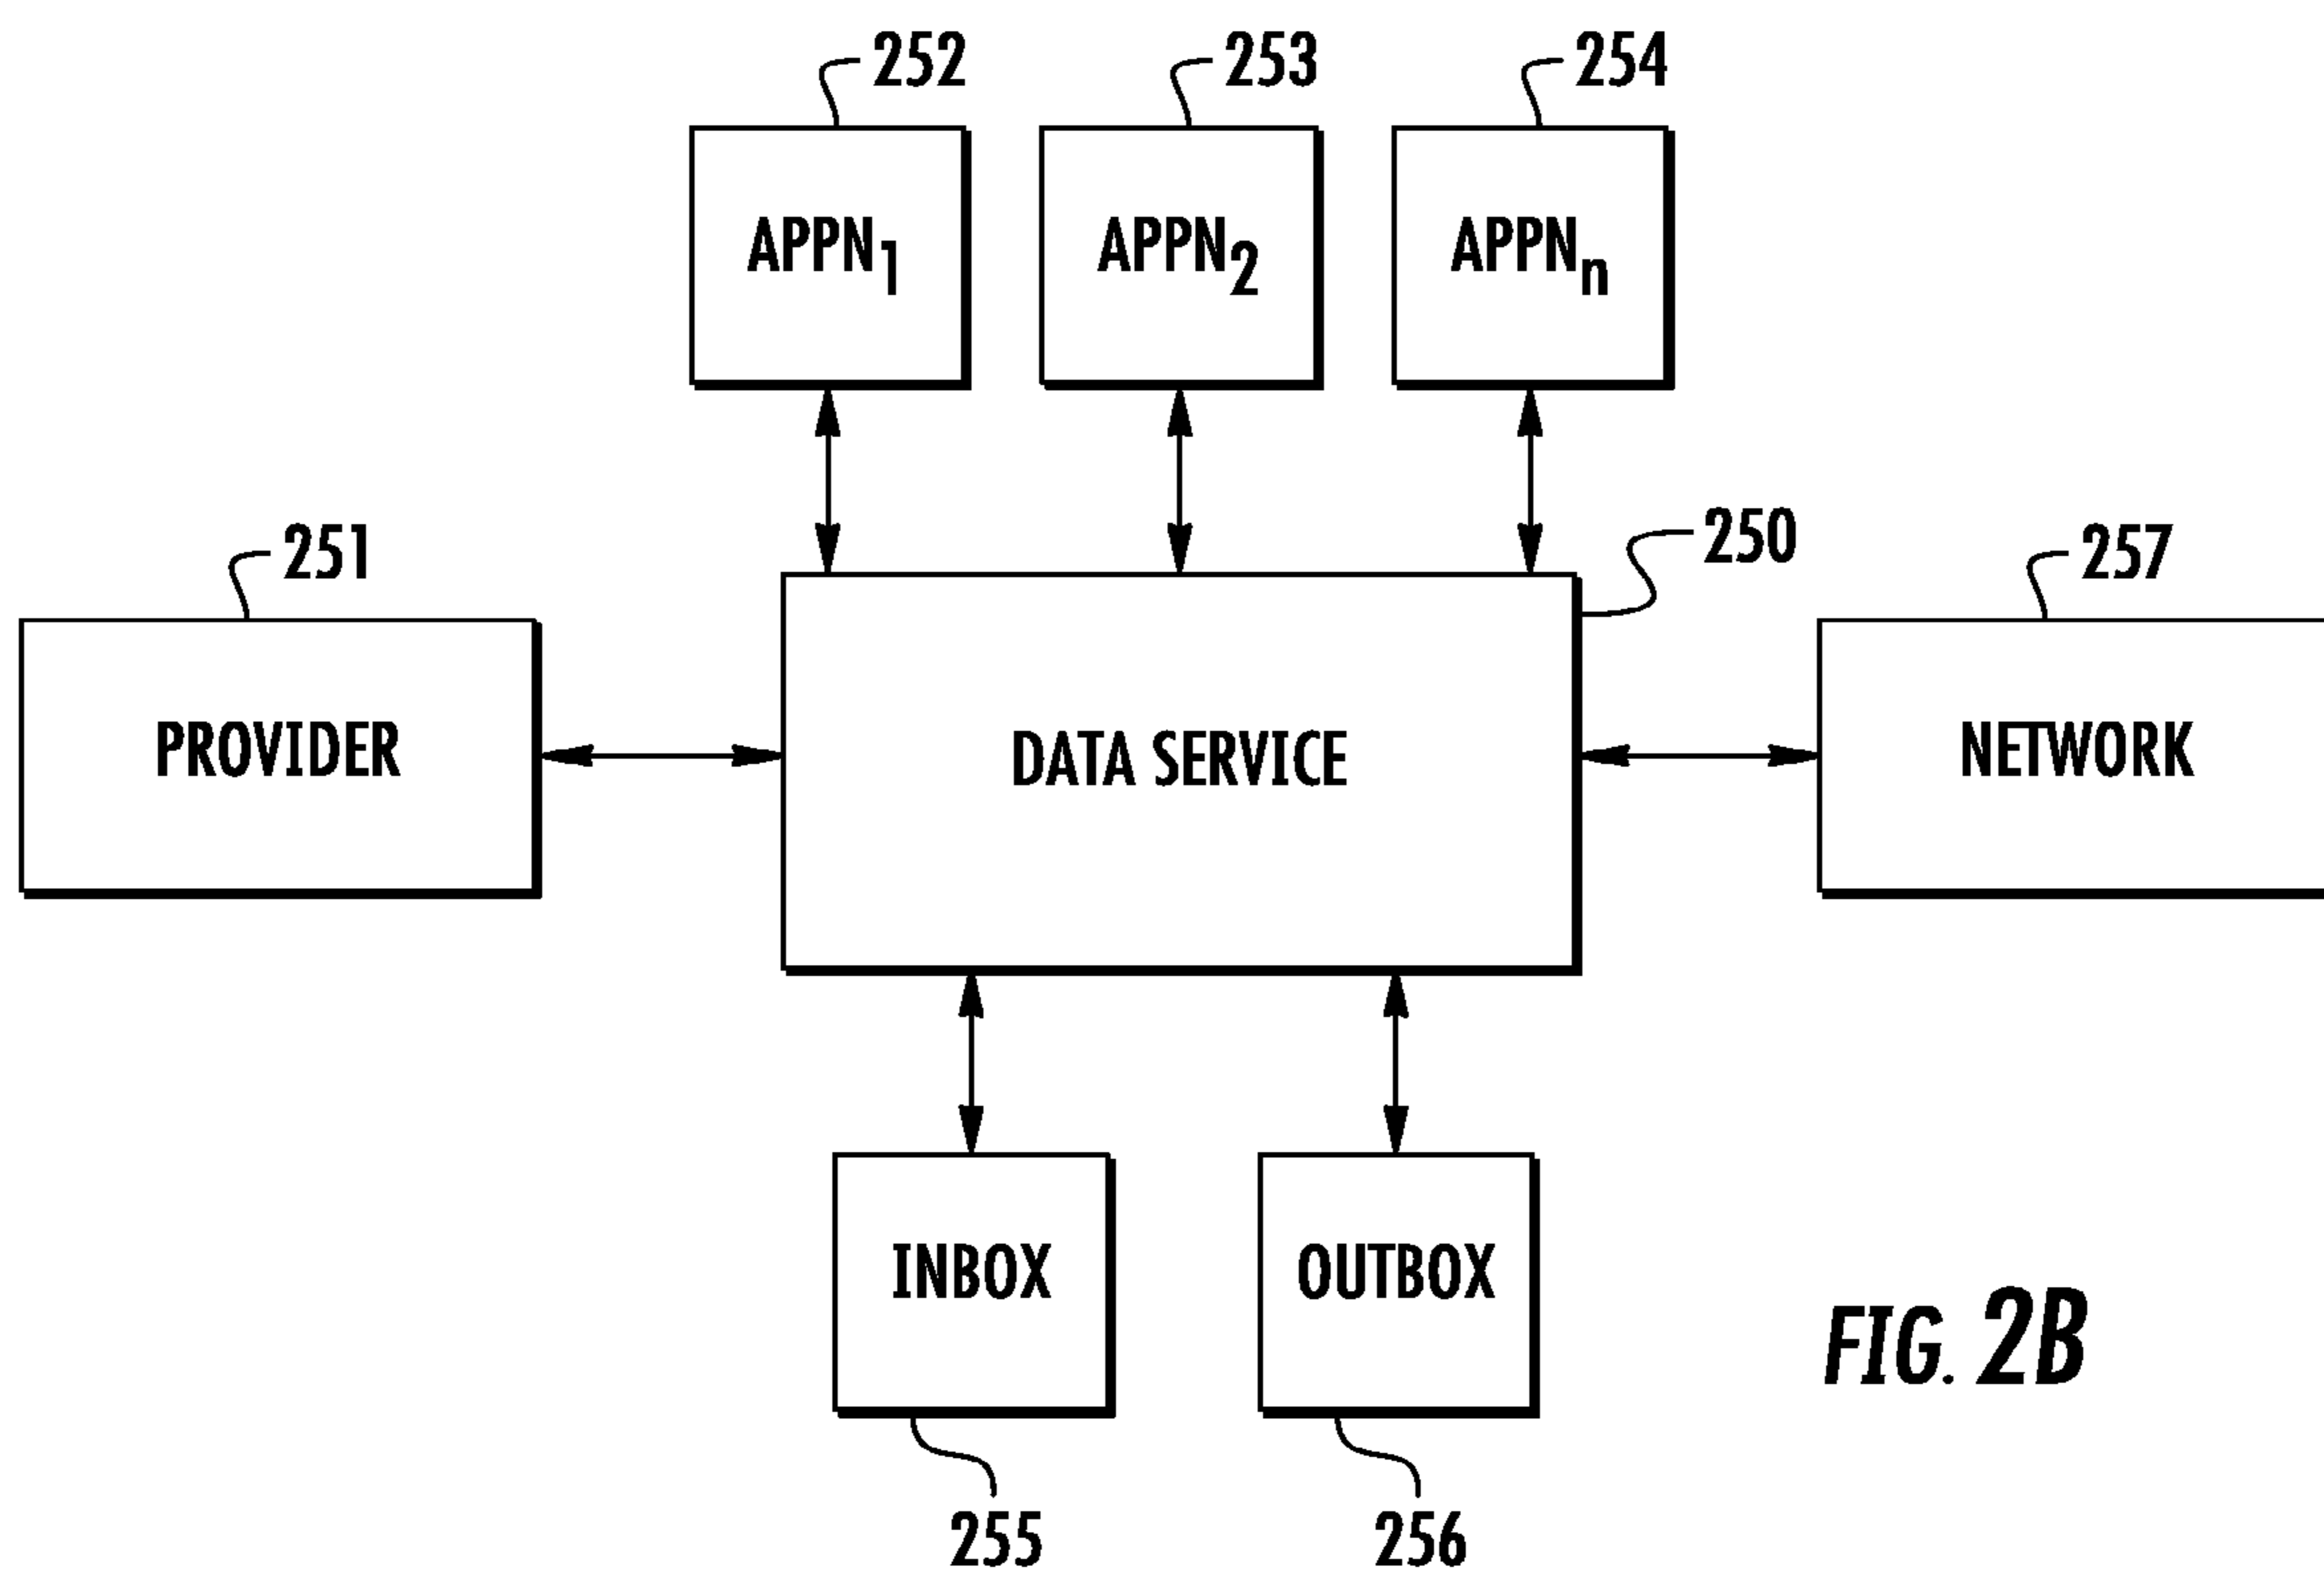 252 253 254
APPN1 APPN2 APPNn
250
251 257
PROVIDER DATA SERVICE NETWORK
INBOX OUTBOX
FIG. 2B
255 256